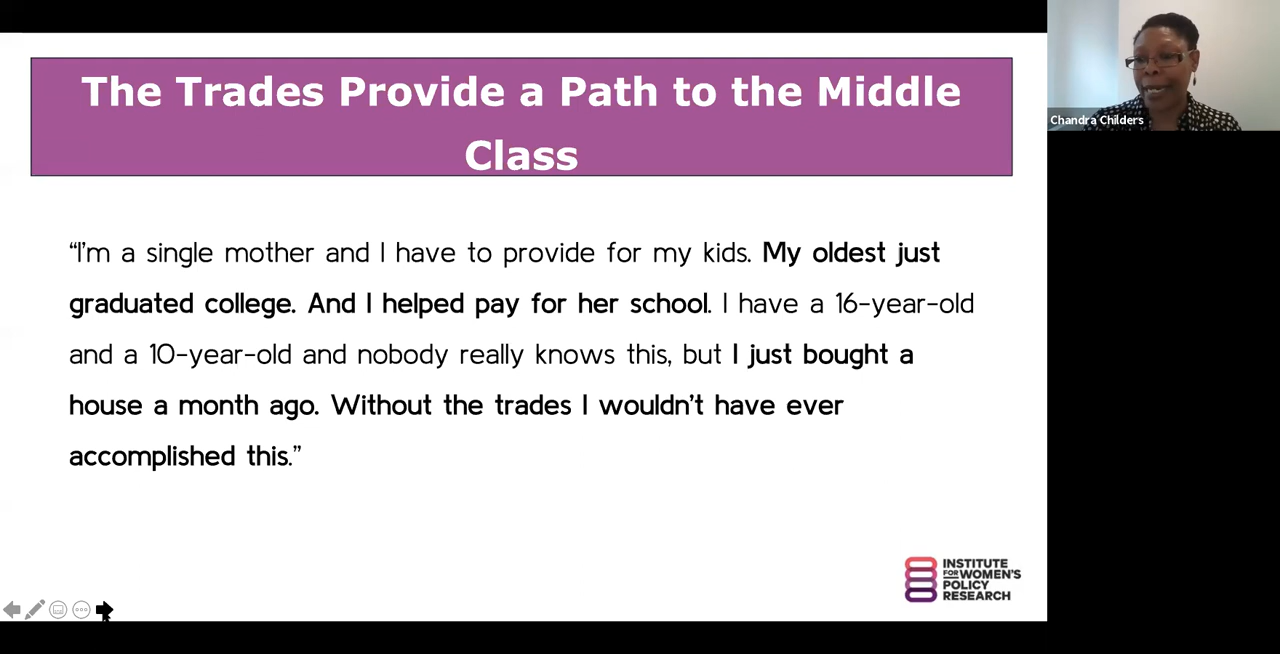 The Trades Provide a Path to the Middle
Class
Chandra Childers
“I’m a single mother and I have to provide for my kids. My oldest just
graduated college. And I helped pay for her school. I have a 16-year-old
and a 10-year-old and nobody really knows this, but I just bought a
house a month ago. Without the trades I wouldn’t have ever
accomplished this.”
INSTITUTE
FOR WOMEN'S
POLICY
RESEARCH